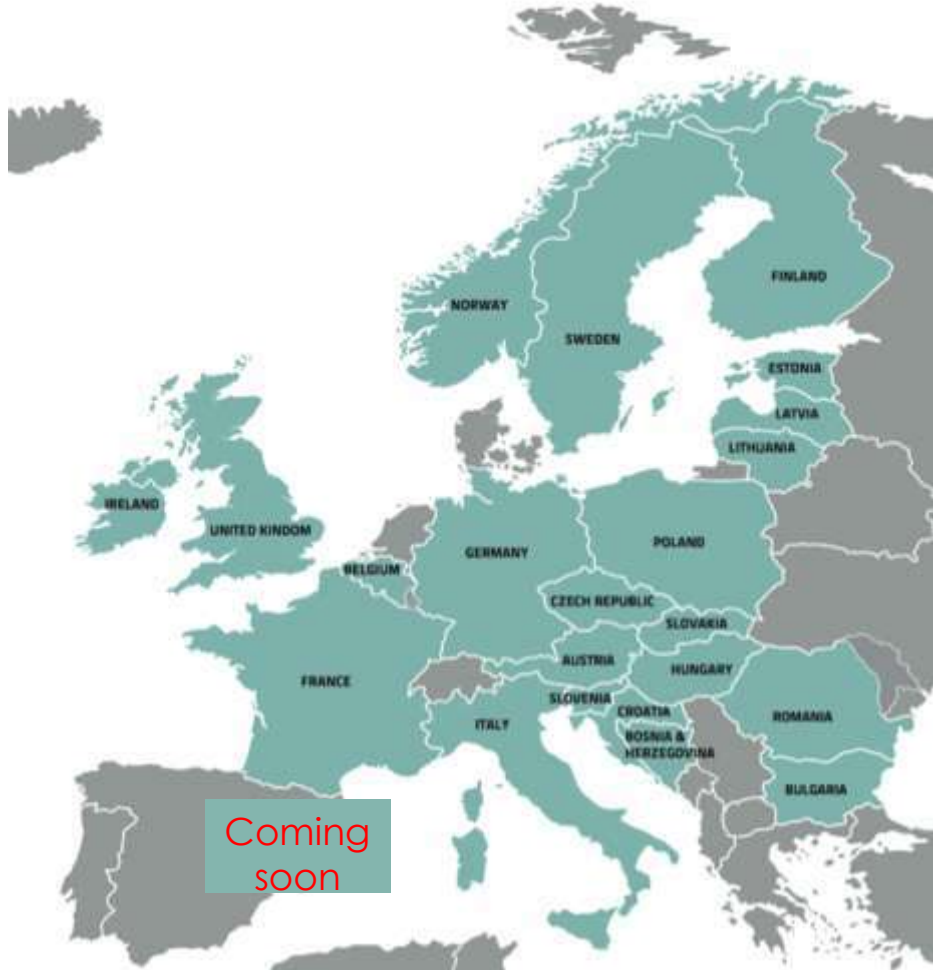 FINLAND
NORWAY
SWEDEN
ESTONIA
LATVIA
LITHUANIA
IRELAND
UNITED KINDOM
POLAND
GERMANY
BELGIUM
CZECH REPUBLIC
SLOVAKIA
AUSTRIA
HUNGARY
FRANCE
SLOVENIA
CROATIA
ITALY
ROMANIA
BOSNIA &
HERZEGOVINA
BULGARIA
Coming
soon